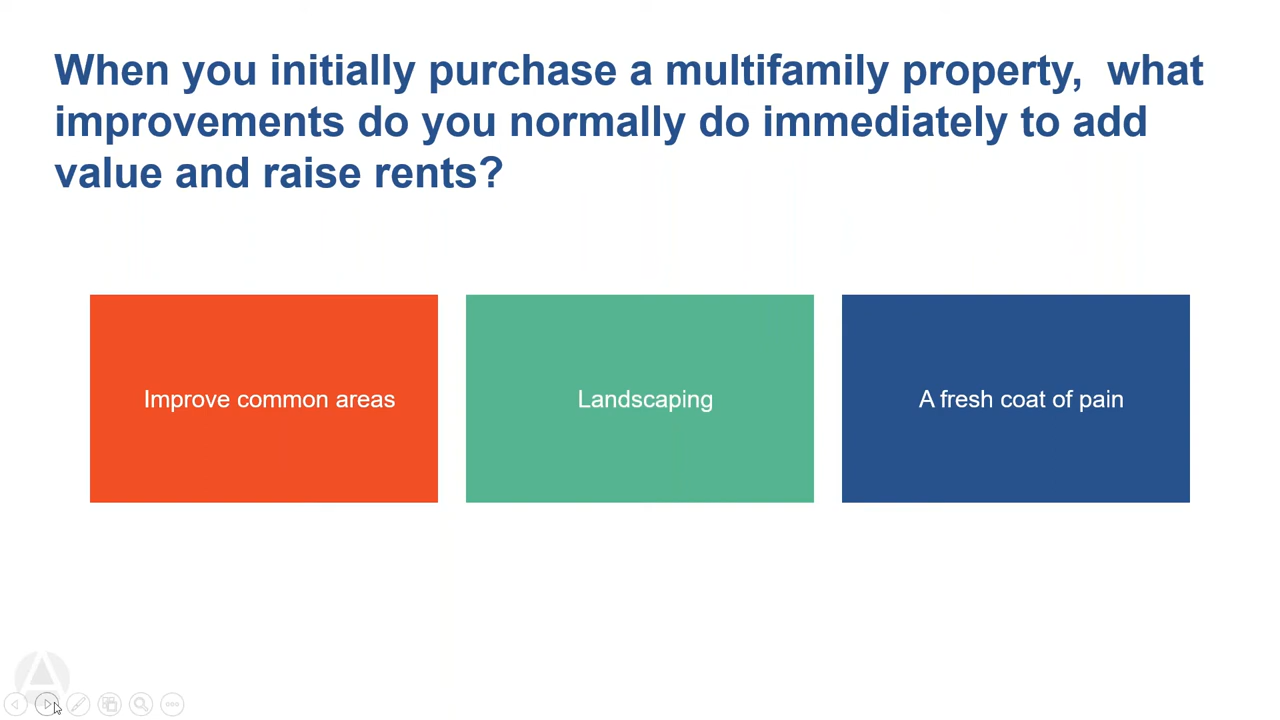 When you initially purchase a multifamily property,  what
improvements do you normally do immediately to add
value and raise rents?
Improve common areas
Landscaping
A fresh coat of pain